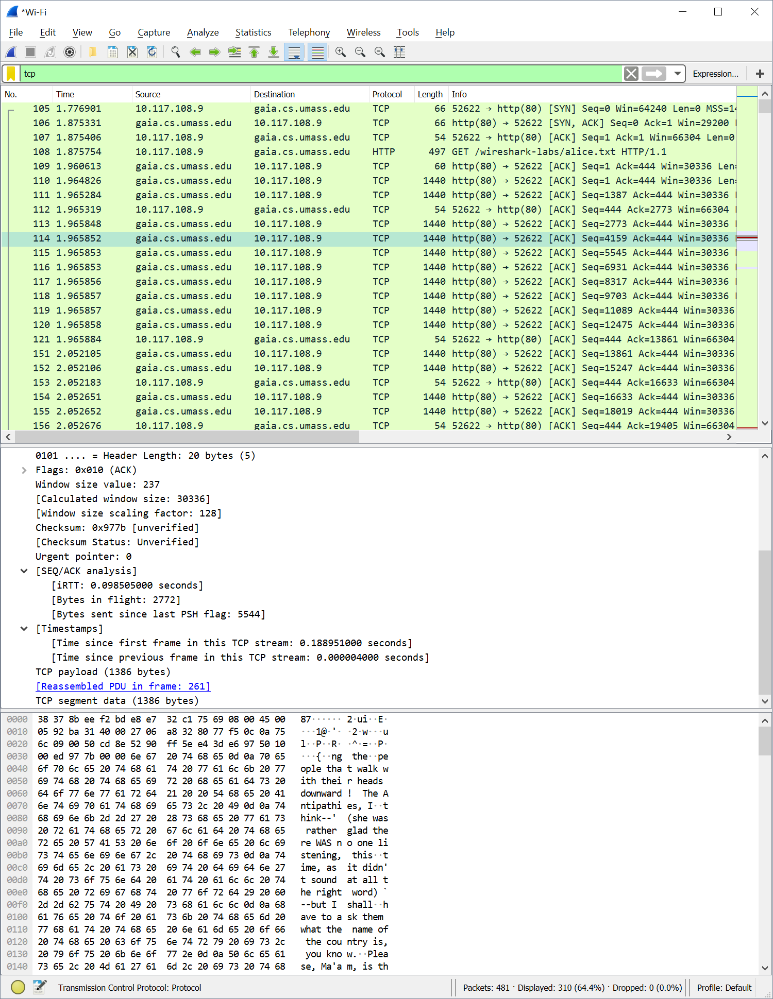 *Wi-Fi
File Edit View Go Capture Analyze Statistics Telephony Wireless Tools Help
tcp Expression... +
No. Time Source Destination Protocol Length Info
105 1.776901 10.117.108.9 gaia.cs.umass.edu TCP 66 52622 → http(80) [SYN] Seq=0 Win=64240 Len=0 MSS=14
106 1.875331 gaia.cs.umass.edu 10.117.108.9 TCP 66 http(80) → 52622 [SYN, ACK] Seq=0 Ack=1 Win=29200
107 1.875406 10.117.108.9 gaia.cs.umass.edu TCP 54 52622 → http(80) [ACK] Seq=1 Ack=1 Win=66304 Len=0
108 1.875754 10.117.108.9 gaia.cs.umass.edu HTTP 497 GET /wireshark-labs/alice.txt HTTP/1.1
109 1.960613 gaia.cs.umass.edu 10.117.108.9 TCP 60 http(80) → 52622 [ACK] Seq=1 Ack=444 Win=30336 Len=
110 1.964826 gaia.cs.umass.edu 10.117.108.9 TCP 1440 http(80) → 52622 [ACK] Seq=1 Ack=444 Win=30336 Len=
111 1.965284 gaia.cs.umass.edu 10.117.108.9 TCP 1440 http(80) → 52622 [ACK] Seq=1387 Ack=444 Win=30336
112 1.965319 10.117.108.9 gaia.cs.umass.edu TCP 54 52622 → http(80) [ACK] Seq=444 Ack=2773 Win=66304
113 1.965848 gaia.cs.umass.edu 10.117.108.9 TCP 1440 http(80) → 52622 [ACK] Seq=2773 Ack=444 Win=30336
114 1.965852 gaia.cs.umass.edu 10.117.108.9 TCP 1440 http(80) → 52622 [ACK] Seq=4159 Ack=444 Win=30336
115 1.965853 gaia.cs.umass.edu 10.117.108.9 TCP 1440 http(80) → 52622 [ACK] Seq=5545 Ack=444 Win=30336
116 1.965853 gaia.cs.umass.edu 10.117.108.9 TCP 1440 http(80) → 52622 [ACK] Seq=6931 Ack=444 Win=30336
117 1.965856 gaia.cs.umass.edu 10.117.108.9 TCP 1440 http(80) → 52622 [ACK] Seq=8317 Ack=444 Win=30336
118 1.965857 gaia.cs.umass.edu 10.117.108.9 TCP 1440 http(80) → 52622 [ACK] Seq=9703 Ack=444 Win=30336
119 1.965857 gaia.cs.umass.edu 10.117.108.9 TCP 1440 http(80) → 52622 [ACK] Seq=11089 Ack=444 Win=30336
120 1.965858 gaia.cs.umass.edu 10.117.108.9 TCP 1440 http(80) → 52622 [ACK] Seq=12475 Ack=444 Win=30336
121 1.965884 10.117.108.9 gaia.cs.umass.edu TCP 54 52622 → http(80) [ACK] Seq=444 Ack=13861 Win=66304
151 2.052105 gaia.cs.umass.edu 10.117.108.9 TCP 1440 http(80) → 52622 [ACK] Seq=13861 Ack=444 Win=30336
152 2.052106 gaia.cs.umass.edu 10.117.108.9 TCP 1440 http(80) → 52622 [ACK] Seq=15247 Ack=444 Win=30336
153 2.052183 10.117.108.9 gaia.cs.umass.edu TCP 54 52622 → http(80) [ACK] Seq=444 Ack=16633 Win=66304
154 2.052651 gaia.cs.umass.edu 10.117.108.9 TCP 1440 http(80) → 52622 [ACK] Seq=16633 Ack=444 Win=30336
155 2.052652 gaia.cs.umass.edu 10.117.108.9 TCP 1440 http(80) → 52622 [ACK] Seq=18019 Ack=444 Win=30336
156 2.052676 10.117.108.9 gaia.cs.umass.edu TCP 54 52622 → http(80) [ACK] Seq=444 Ack=19405 Win=66304
0101 .... = Header Length: 20 bytes (5)
Flags: 0x010 (ACK)
Window size value: 237
[Calculated window size: 30336]
[Window size scaling factor: 128]
Checksum: 0x977b [unverified]
[Checksum Status: Unverified]
Urgent pointer: 0
[SEQ/ACK analysis]
[iRTT: 0.098505000 seconds]
[Bytes in flight: 2772]
[Bytes sent since last PSH flag: 5544]
[Timestamps]
[Time since first frame in this TCP stream: 0.188951000 seconds]
[Time since previous frame in this TCP stream: 0.000004000 seconds]
TCP payload (1386 bytes)
[Reassembled PDU in frame: 261]
TCP segment data (1386 bytes)
0000 38 37 8b ee f2 bd e8 e7 32 c1 75 69 08 00 45 00 87······ 2·ui··E·
0010 05 92 ba 31 40 00 27 06 a8 32 80 77 f5 0c 0a 75 ···1@·'· ·2·w···u
0020 6c 09 00 50 cd 8e 52 90 ff 5e e4 3d e6 97 50 10 l··P··R· ·^·=··P·
0030 00 ed 97 7b 00 00 6e 67 20 74 68 65 0d 0a 70 65 ···{··ng the··pe
0040 6f 70 6c 65 20 74 68 61 74 20 77 61 6c 6b 20 77 ople tha t walk w
0050 69 74 68 20 74 68 65 69 72 20 68 65 61 64 73 20 ith thei r heads
0060 64 6f 77 6e 77 61 72 64 21 20 20 54 68 65 20 41 downward !  The A
0070 6e 74 69 70 61 74 68 69 65 73 2c 20 49 0d 0a 74 ntipathi es, I··t
0080 68 69 6e 6b 2d 2d 27 20 28 73 68 65 20 77 61 73 hink--' (she was
0090 20 72 61 74 68 65 72 20 67 6c 61 64 20 74 68 65 rather glad the
00a0 72 65 20 57 41 53 20 6e 6f 20 6f 6e 65 20 6c 69 re WAS n o one li
00b0 73 74 65 6e 69 6e 67 2c 20 74 68 69 73 0d 0a 74 stening, this··t
00c0 69 6d 65 2c 20 61 73 20 69 74 20 64 69 64 6e 27 ime, as it didn'
00d0 74 20 73 6f 75 6e 64 20 61 74 20 61 6c 6c 20 74 t sound at all t
00e0 68 65 20 72 69 67 68 74 20 77 6f 72 64 29 20 60 he right word) `
00f0 2d 2d 62 75 74 20 49 20 73 68 61 6c 6c 0d 0a 68 --but I shall··h
0100 61 76 65 20 74 6f 20 61 73 6b 20 74 68 65 6d 20 ave to a sk them
0110 77 68 61 74 20 74 68 65 20 6e 61 6d 65 20 6f 66 what the name of
0120 20 74 68 65 20 63 6f 75 6e 74 72 79 20 69 73 2c the cou ntry is,
0130 20 79 6f 75 20 6b 6e 6f 77 2e 0d 0a 50 6c 65 61 you kno w.··Plea
0140 73 65 2c 20 4d 61 27 61 6d 2c 20 69 73 20 74 68 se, Ma'a m, is th
Transmission Control Protocol: Protocol Packets: 481 · Displayed: 310 (64.4%) · Dropped: 0 (0.0%) Profile: Default